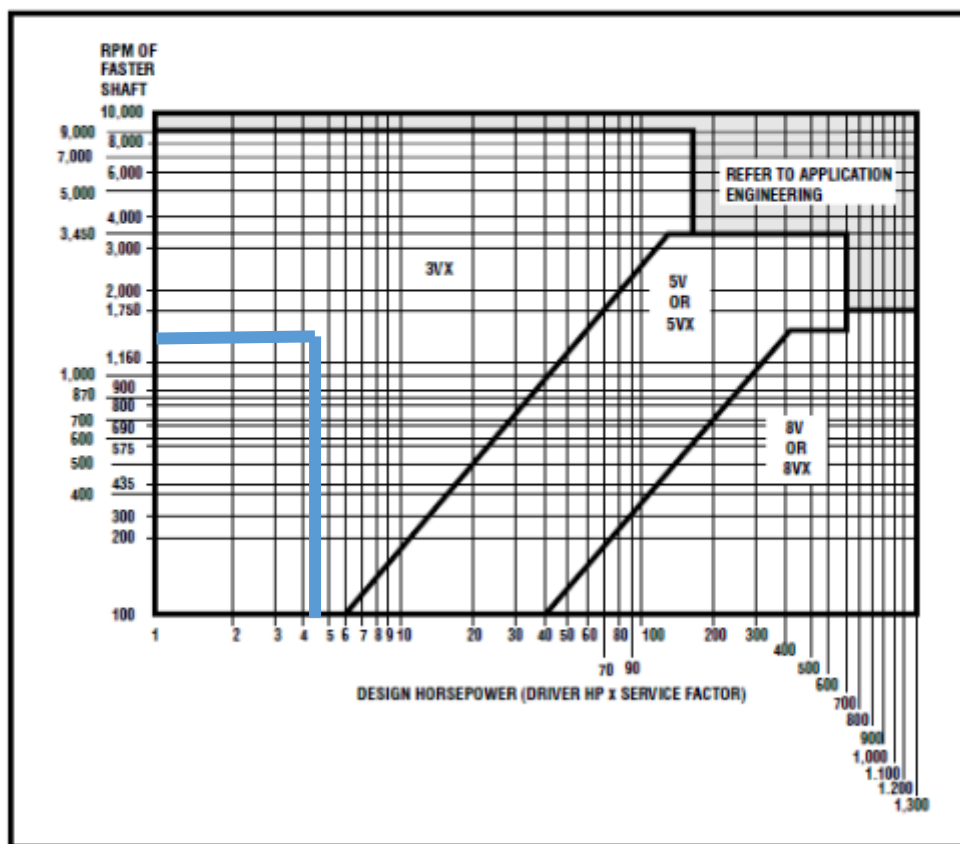 RPM OF
FASTER
SHAFT
10,000
9,000
8,000
7,000
6,000
5,000
4,000
3,450
3,000
2,000
1,750
1,160
1,000
900
870
800
700
690
600
575
500
435
400
300
200
100
3VX
5V
OR
5VX
8V
OR
8VX
REFER TO APPLICATION
ENGINEERING
1 2 3 4 5 6 7 8 9 10 20 30 40 50 60 80 100 200 300
70 90 400
500
600
700
800
900
1,000
1.100
1.200
1,300
DESIGN HORSEPOWER (DRIVER HP x SERVICE FACTOR)